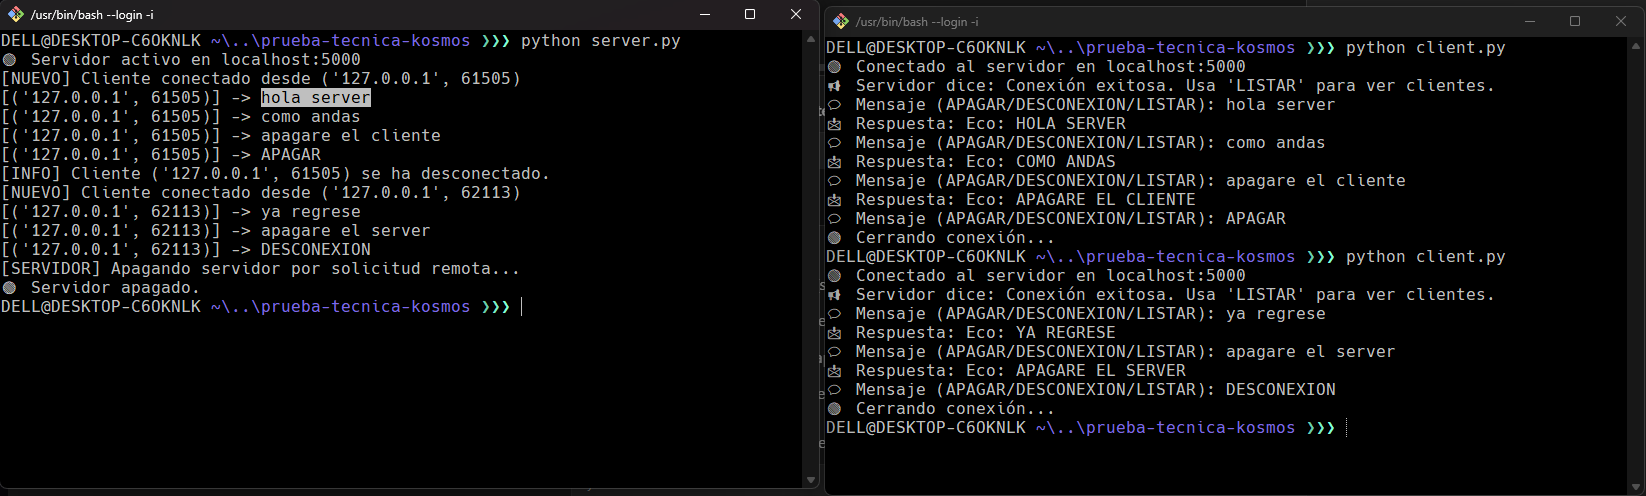 /usr/bin/bash --login -i
DELL@DESKTOP-C6OKNLK ~\..\prueba-tecnica-kosmos ❯❯❯ python server.py
Servidor activo en localhost:5000
[NUEVO] Cliente conectado desde ('127.0.0.1', 61505)
[('127.0.0.1', 61505)] -> hola server
[('127.0.0.1', 61505)] -> como andas
[('127.0.0.1', 61505)] -> apagare el cliente
[('127.0.0.1', 61505)] -> APAGAR
[INFO] Cliente ('127.0.0.1', 61505) se ha desconectado.
[NUEVO] Cliente conectado desde ('127.0.0.1', 62113)
[('127.0.0.1', 62113)] -> ya regrese
[('127.0.0.1', 62113)] -> apagare el server
[('127.0.0.1', 62113)] -> DESCONEXION
[SERVIDOR] Apagando servidor por solicitud remota...
Servidor apagado.
DELL@DESKTOP-C6OKNLK ~\..\prueba-tecnica-kosmos ❯❯❯
/usr/bin/bash --login -i
DELL@DESKTOP-C6OKNLK ~\..\prueba-tecnica-kosmos ❯❯❯ python client.py
Conectado al servidor en localhost:5000
Servidor dice: Conexión exitosa. Usa 'LISTAR' para ver clientes.
Mensaje (APAGAR/DESCONEXION/LISTAR): hola server
Respuesta: Eco: HOLA SERVER
Mensaje (APAGAR/DESCONEXION/LISTAR): como andas
Respuesta: Eco: COMO ANDAS
Mensaje (APAGAR/DESCONEXION/LISTAR): apagare el cliente
Respuesta: Eco: APAGARE EL CLIENTE
Mensaje (APAGAR/DESCONEXION/LISTAR): APAGAR
Cerrando conexión...
DELL@DESKTOP-C6OKNLK ~\..\prueba-tecnica-kosmos ❯❯❯ python client.py
Conectado al servidor en localhost:5000
Servidor dice: Conexión exitosa. Usa 'LISTAR' para ver clientes.
Mensaje (APAGAR/DESCONEXION/LISTAR): ya regrese
Respuesta: Eco: YA REGRESE
Mensaje (APAGAR/DESCONEXION/LISTAR): apagare el server
Respuesta: Eco: APAGARE EL SERVER
Mensaje (APAGAR/DESCONEXION/LISTAR): DESCONEXION
Cerrando conexión...
DELL@DESKTOP-C6OKNLK ~\..\prueba-tecnica-kosmos ❯❯❯